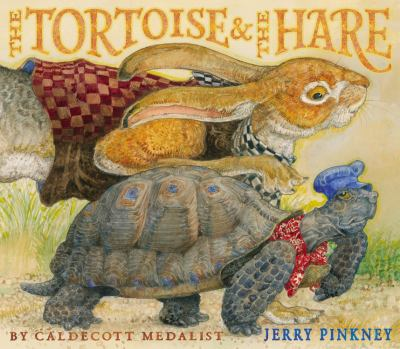 THE TORTOISE & THE HARE
BY CALDECOTT MEDALIST JERRY PINKNEY